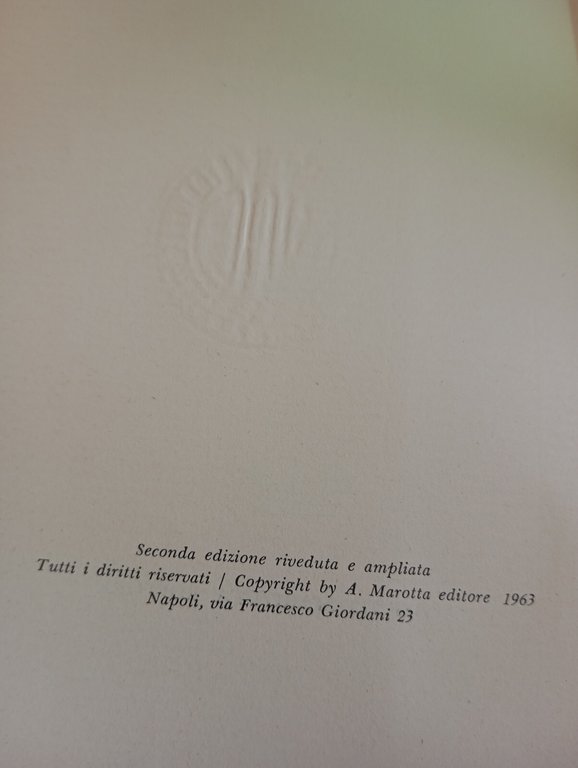 Seconda edizione riveduta e ampliata
Tutti i diritti riservati / Copyright by A. Marotta editore 1963
Napoli, via Francesco Giordani 23